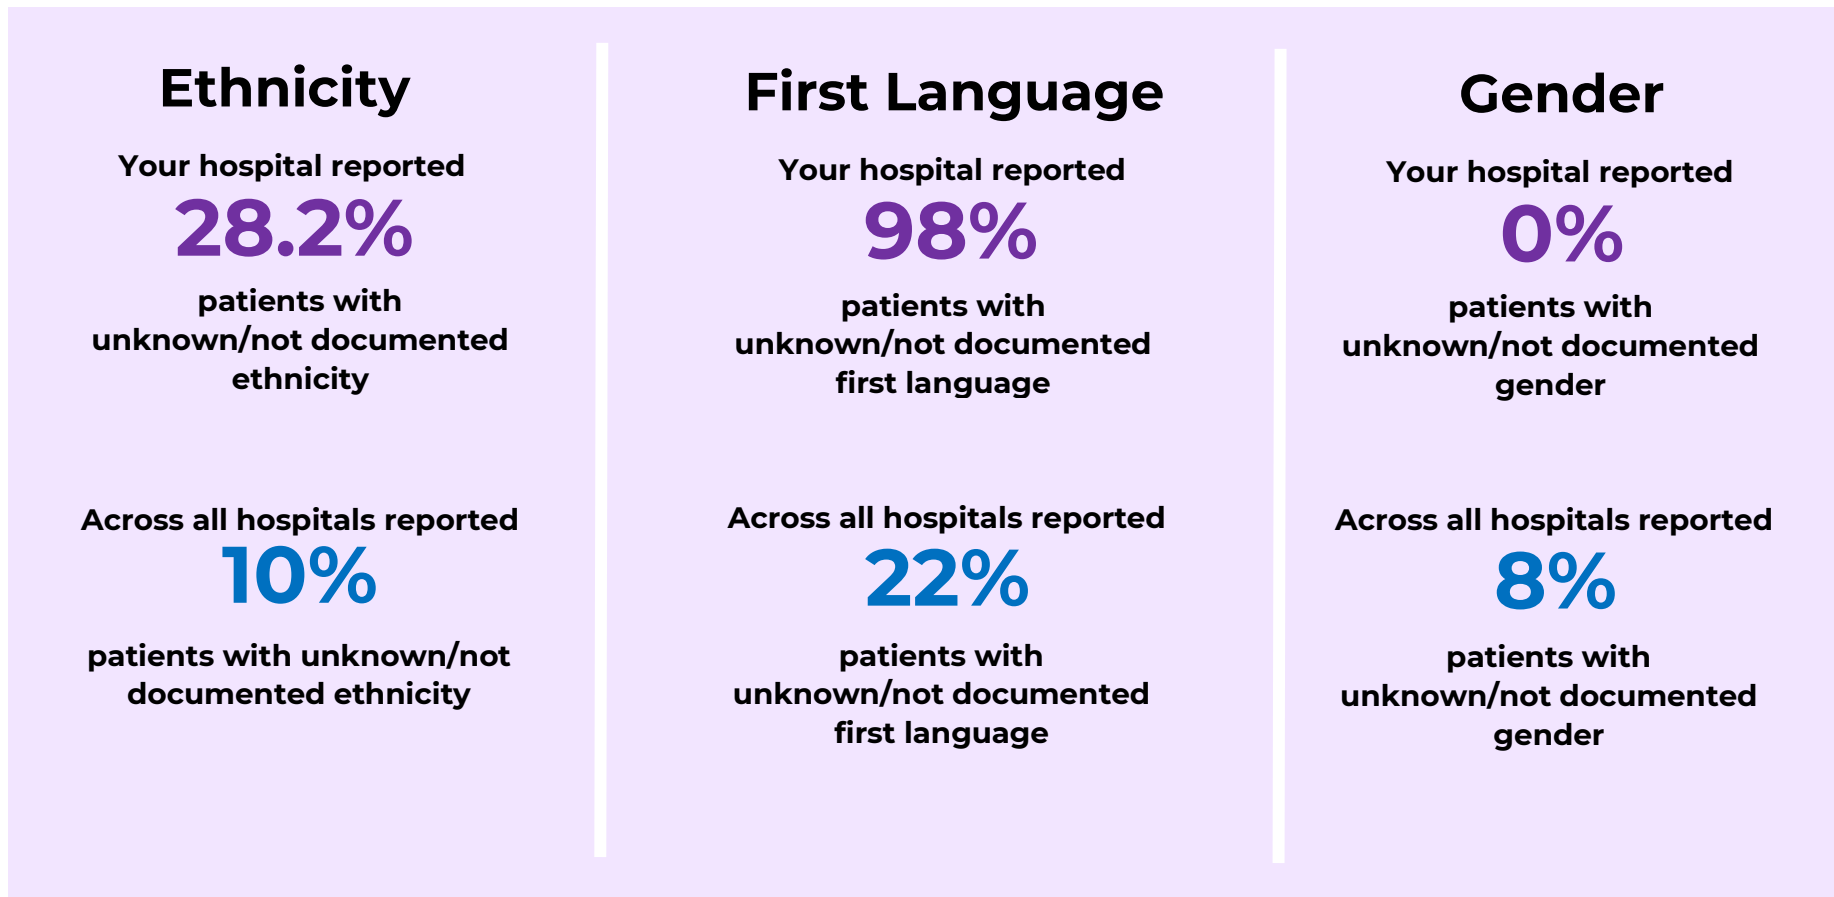 Ethnicity
Your hospital reported
28.2%
patients with
unknown/not documented
ethnicity
Across all hospitals reported
10%
patients with unknown/not
documented ethnicity
First Language
Your hospital reported
98%
patients with
unknown/not documented
first language
Across all hospitals reported
22%
patients with
unknown/not documented
first language
Gender
Your hospital reported
0%
patients with
unknown/not documented
gender
Across all hospitals reported
8%
patients with
unknown/not documented
gender